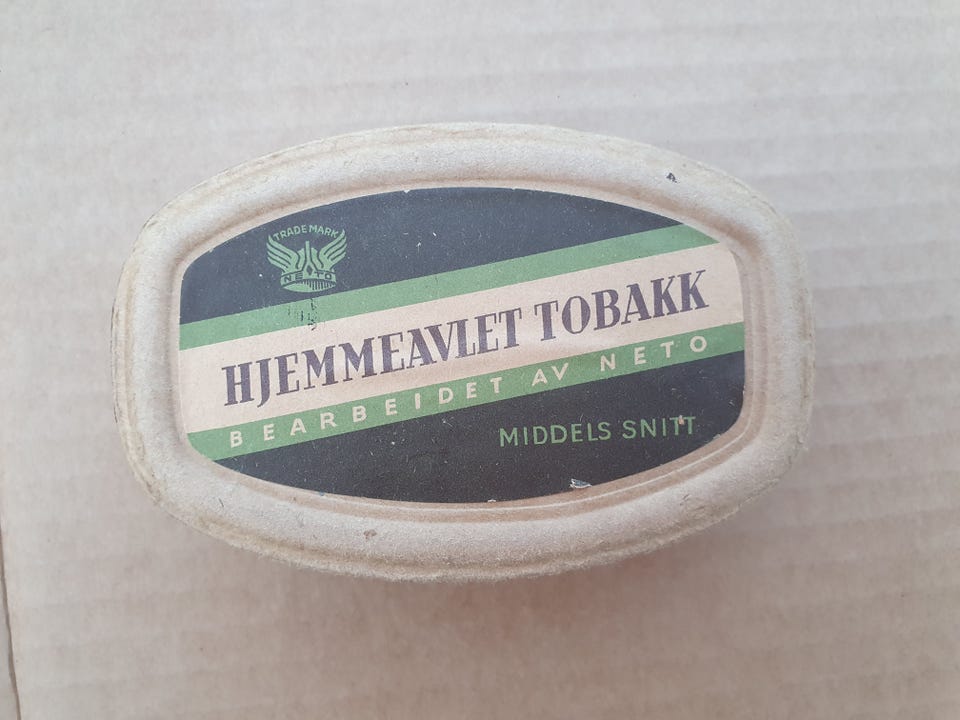 TRADE MARK
NETO
HJEMMEAVLET TOBAKK
BEARBEIDET AV NETO
MIDDELS SNITT